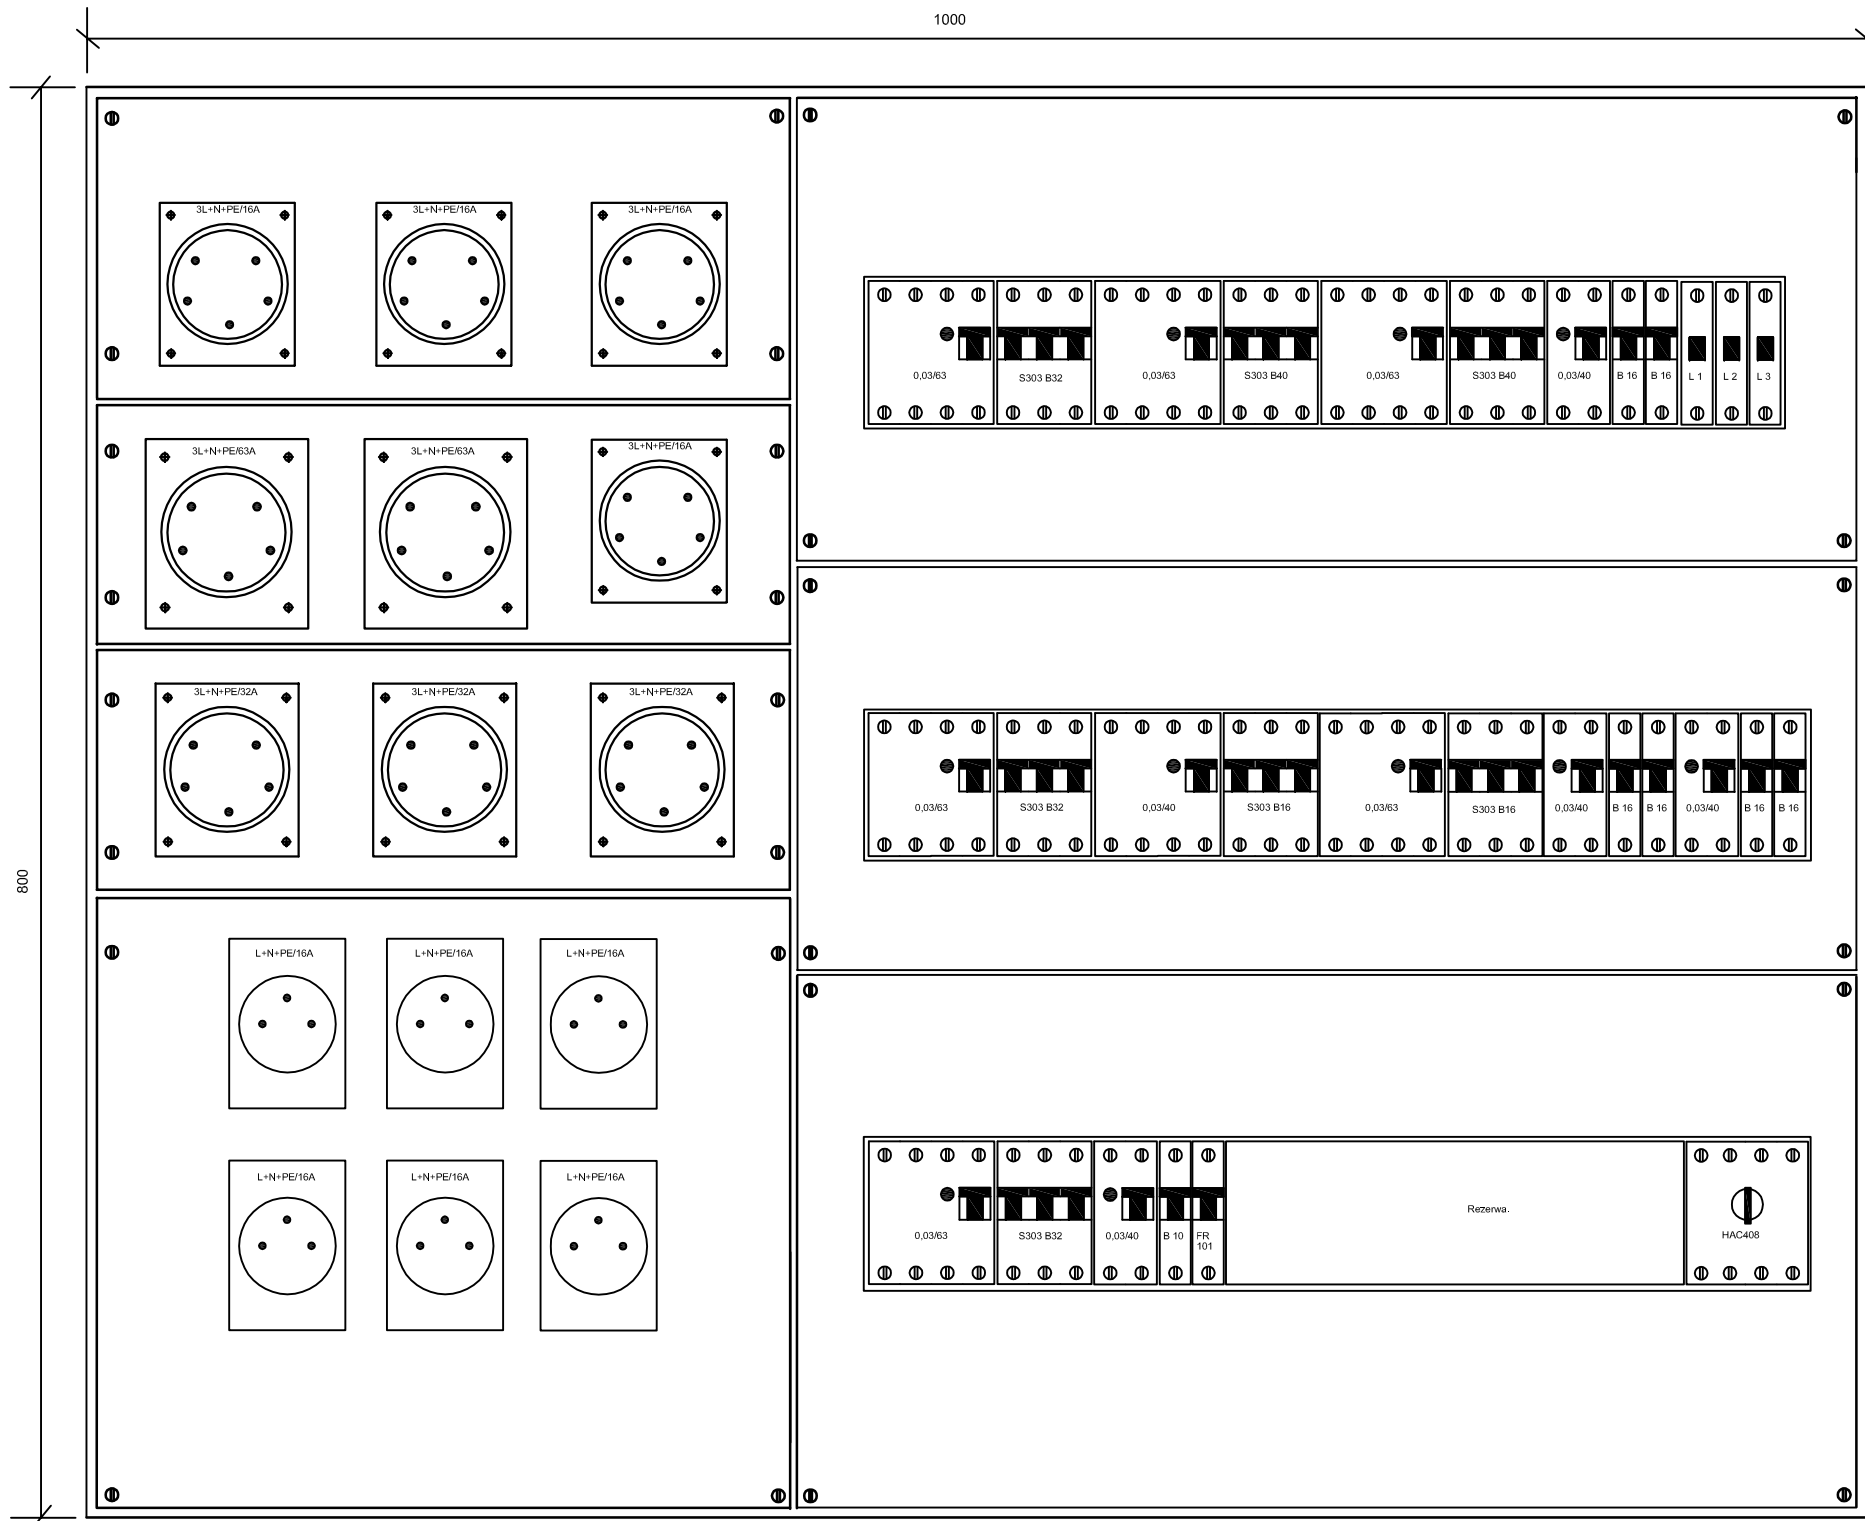 1000
800
3L+N+PE/16A
3L+N+PE/16A
3L+N+PE/16A
3L+N+PE/63A
3L+N+PE/63A
3L+N+PE/16A
3L+N+PE/32A
3L+N+PE/32A
3L+N+PE/32A
L+N+PE/16A
L+N+PE/16A
L+N+PE/16A
L+N+PE/16A
L+N+PE/16A
L+N+PE/16A
0,03/63
S303 B32
0,03/63
S303 B40
0,03/63
S303 B40
0,03/40
B 16
B 16
L 1
L 2
L 3
0,03/63
S303 B32
0,03/40
S303 B16
0,03/63
S303 B16
0,03/40
B 16
B 16
0,03/40
B 16
B 16
0,03/63
S303 B32
0,03/40
B 10
FR
101
Rezerwa.
HAC408